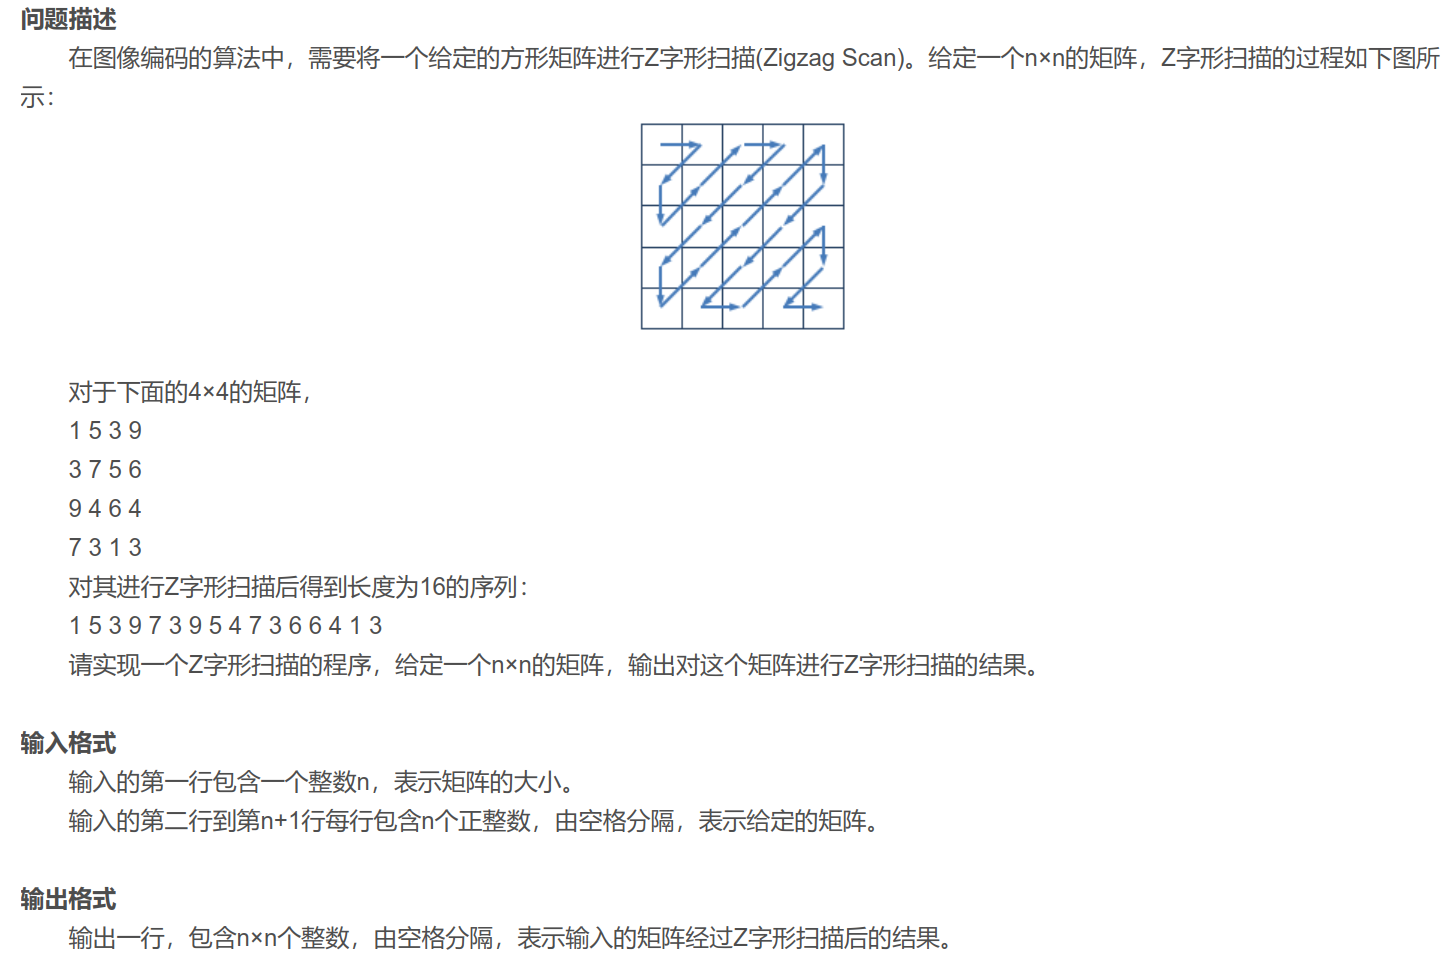 问题描述
在图像编码的算法中，需要将一个给定的方形矩阵进行Z字形扫描(Zigzag Scan)。给定一个n×n的矩阵，Z字形扫描的过程如下图所
示：
对于下面的4×4的矩阵，
1 5 3 9
3 7 5 6
9 4 6 4
7 3 1 3
对其进行Z字形扫描后得到长度为16的序列：
1 5 3 9 7 3 9 5 4 7 3 6 6 4 1 3
请实现一个Z字形扫描的程序，给定一个n×n的矩阵，输出对这个矩阵进行Z字形扫描的结果。
输入格式
输入的第一行包含一个整数n，表示矩阵的大小。
输入的第二行到第n+1行每行包含n个正整数，由空格分隔，表示给定的矩阵。
输出格式
输出一行，包含n×n个整数，由空格分隔，表示输入的矩阵经过Z字形扫描后的结果。